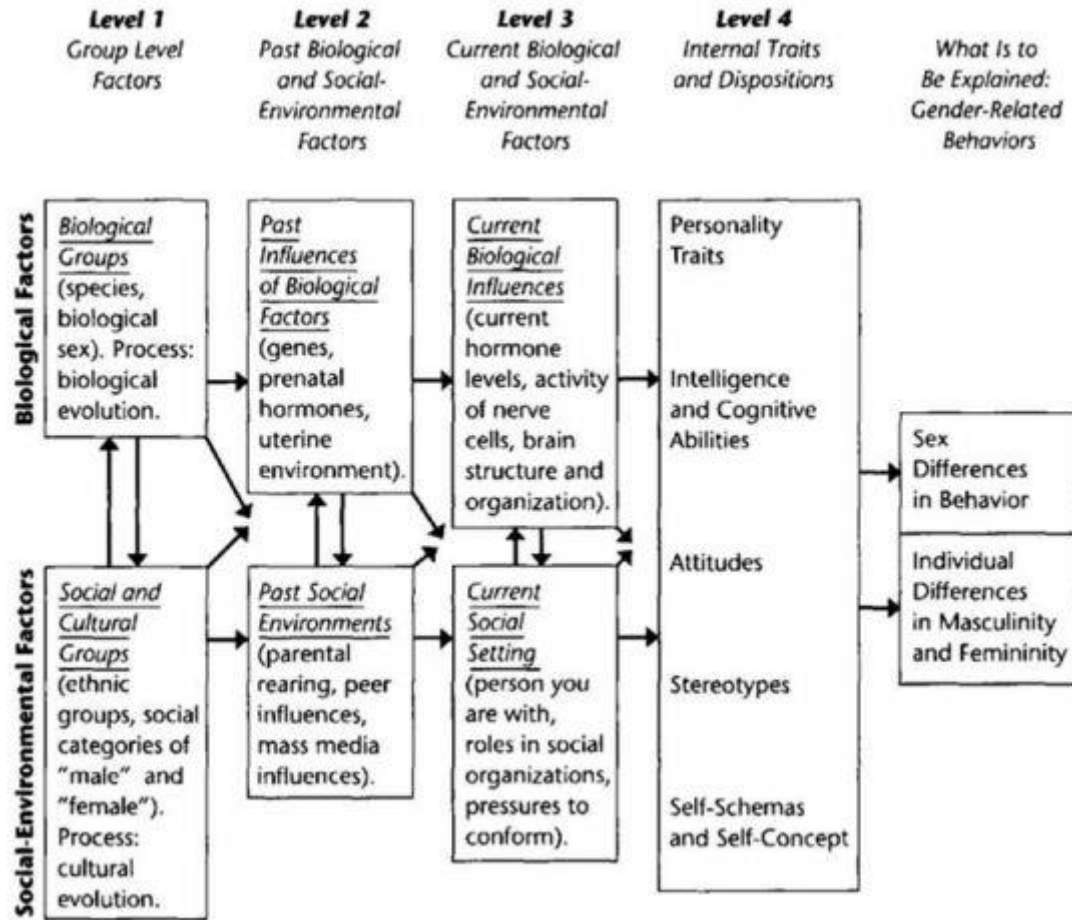 Level 1
Group Level
Factors
Level 2
Past Biological
and Social-
Environmental
Factors
Level 3
Current Biological
and Social-
Environmental
Factors
Level 4
Internal Traits
and Dispositions
What Is to
Be Explained:
Gender-Related
Behaviors
Biological Factors
Biological
Groups
(species,
biological
sex). Process:
biological
evolution.
Past
Influences
of Biological
Factors
(genes,
prenatal
hormones,
uterine
environment).
Current
Biological
Influences
(current
hormone
levels, activity
of nerve
cells, brain
structure and
organization).
Personality
Traits
Intelligence
and Cognitive
Abilities
Attitudes
Stereotypes
Self-Schemas
and Self-Concept
Sex
Differences
in Behavior
Individual
Differences
in Masculinity
and Femininity
Social-Environmental Factors
Social and
Cultural
Groups
(ethnic
groups, social
categories of
"male" and
"female").
Process:
cultural
evolution.
Past Social
Environments
(parental
rearing, peer
influences,
mass media
influences).
Current
Social
Setting
(person you
are with,
roles in social
organizations,
pressures to
conform).